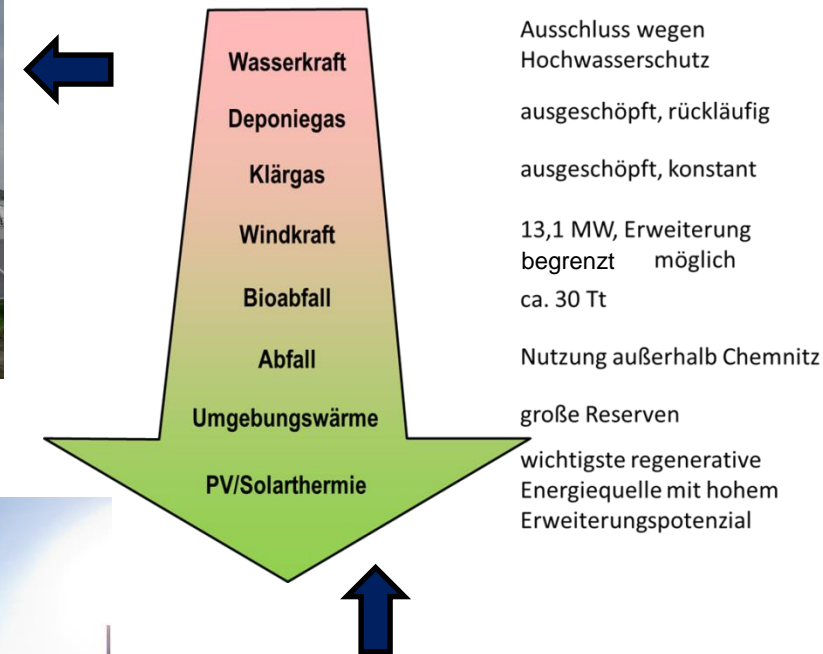 Wasserkraft
Ausschluss wegen
Hochwasserschutz
Deponiegas
ausgeschöpft, rückläufig
Klärgas
ausgeschöpft, konstant
Windkraft
13,1 MW, Erweiterung
begrenzt möglich
Bioabfall
ca. 30 Tt
Abfall
Nutzung außerhalb Chemnitz
Umgebungswärme
große Reserven
PV/Solarthermie
wichtigste regenerative
Energiequelle mit hohem
Erweiterungspotenzial